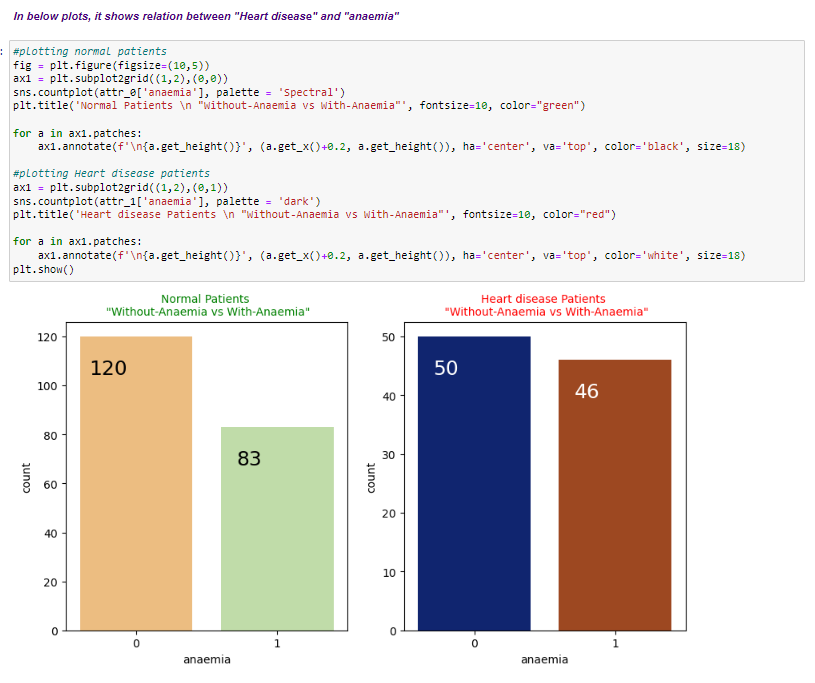 In below plots, it shows relation between "Heart disease" and "anaemia"
:
#plotting normal patients
fig = plt.figure(figsize=(10,5))
ax1 = plt.subplot2grid((1,2),(0,0))
sns.countplot(attr_0['anaemia'], palette = 'Spectral')
plt.title('Normal Patients \n "Without-Anaemia vs With-Anaemia"', fontsize=10, color="green")
for a in ax1.patches:
    ax1.annotate(f'\n{a.get_height()}', (a.get_x()+0.2, a.get_height()), ha='center', va='top', color='black', size=18)
#plotting Heart disease patients
ax1 = plt.subplot2grid((1,2),(0,1))
sns.countplot(attr_1['anaemia'], palette = 'dark')
plt.title('Heart disease Patients \n "Without-Anaemia vs With-Anaemia"', fontsize=10, color="red")
for a in ax1.patches:
    ax1.annotate(f'\n{a.get_height()}', (a.get_x()+0.2, a.get_height()), ha='center', va='top', color='white', size=18)
plt.show()
Normal Patients
"Without-Anaemia vs With-Anaemia"
120
100
80
60
40
20
0
count
120
83
0 1
anaemia
Heart disease Patients
"Without-Anaemia vs With-Anaemia"
50
40
30
20
10
0
count
50
46
0 1
anaemia